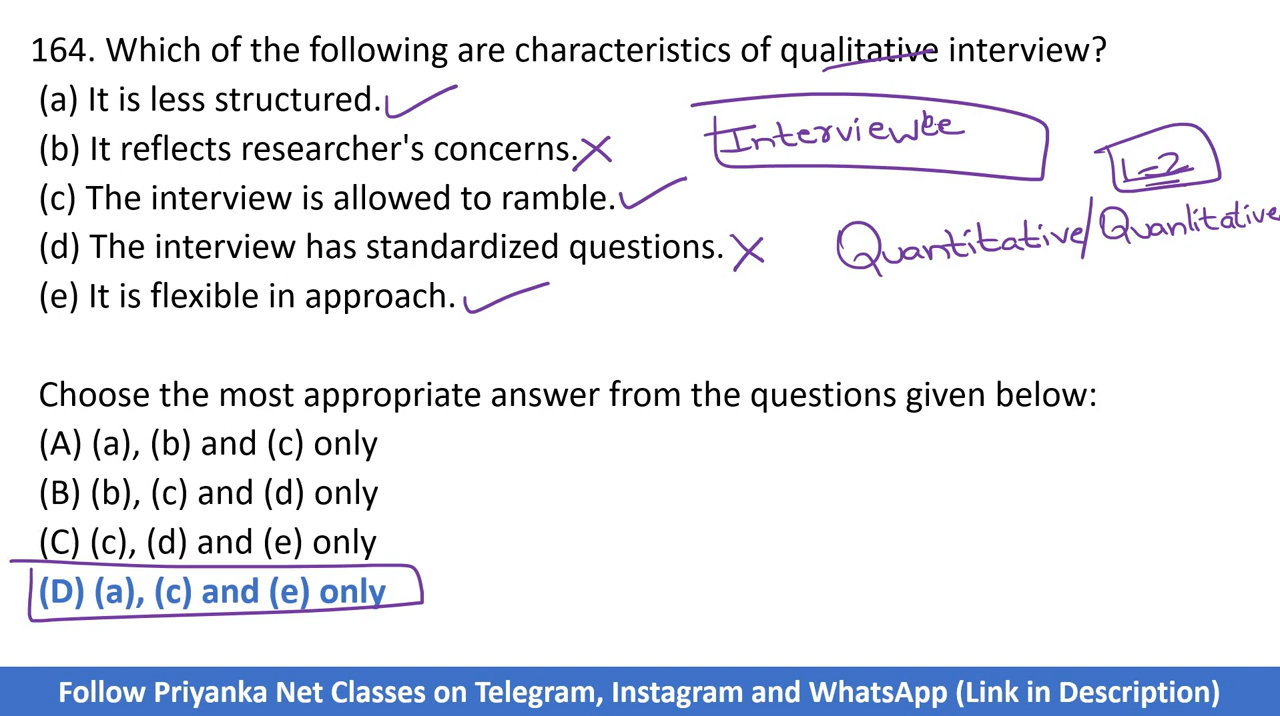 164. Which of the following are characteristics of qualitative interview?
(a) It is less structured.
(b) It reflects researcher's concerns.
(c) The interview is allowed to ramble.
(d) The interview has standardized questions.
(e) It is flexible in approach.
Interviewee
1-2
Quantitative/Quanlitative
Choose the most appropriate answer from the questions given below:
(A) (a), (b) and (c) only
(B) (b), (c) and (d) only
(C) (c), (d) and (e) only
(D) (a), (c) and (e) only
Follow Priyanka Net Classes on Telegram, Instagram and WhatsApp (Link in Description)